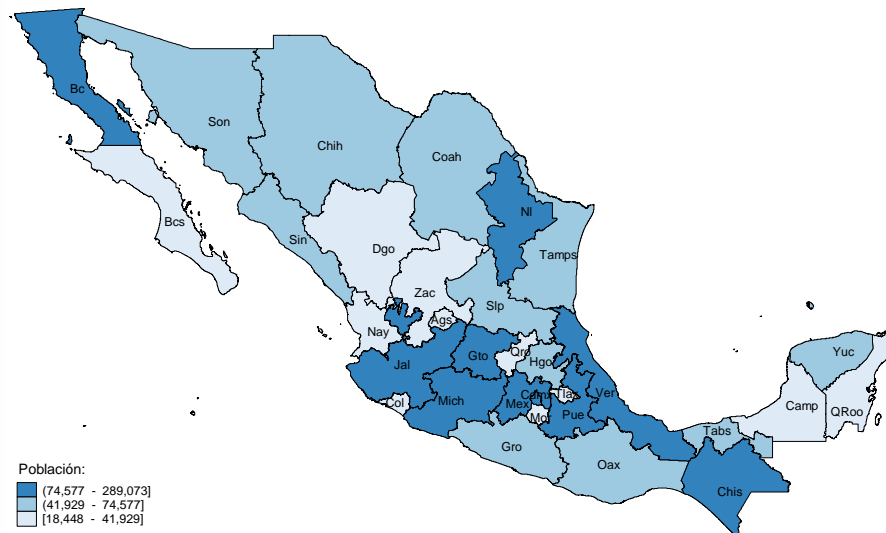 Bc
Son
Chih
Coah
Bcs
Nl
Sin
Dgo
Tamps
Zac
Slp
Nay
Ags
Jal
Gto
Qro
Hgo
Yuc
Col
Mich
Mex
Cdmx
Tlax
Ver
Camp
QRoo
Mor
Pue
Gro
Oax
Tabs
Chis
Población:
(74,577 - 289,073]
(41,929 - 74,577]
[18,448 - 41,929]